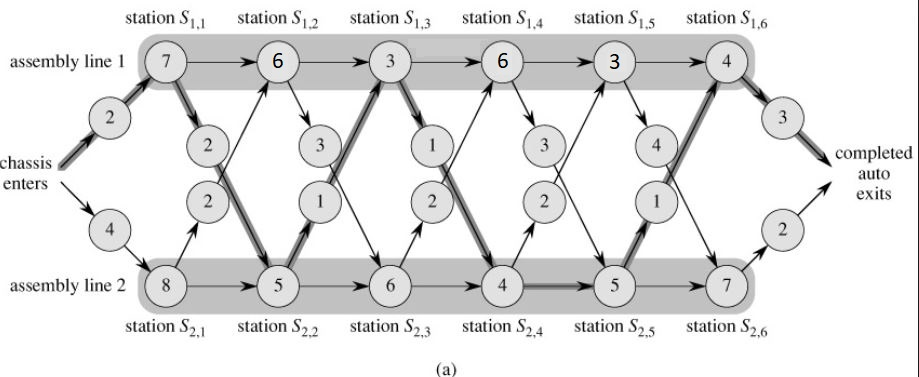 station S1,1 station S1,2 station S1,3 station S1,4 station S1,5 station S1,6
assembly line 1 7 6 3 6 3 4
2 3
2 3 1 3 4
chassis
enters
completed
auto
exits
2 1 2 2 1
4 2
assembly line 2 8 5 6 4 5 7
station S2,1 station S2,2 station S2,3 station S2,4 station S2,5 station S2,6
(a)